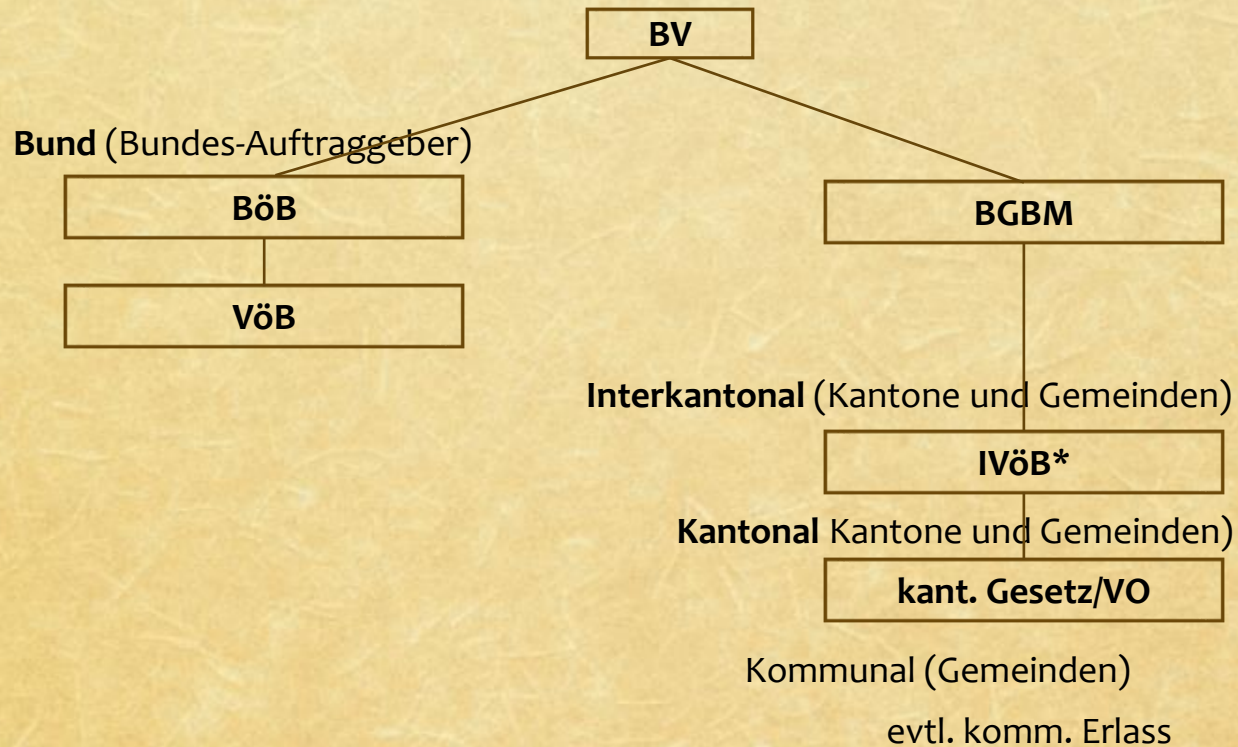 BV
Bund (Bundes-Auftraggeber)
BöB
BGBM
VöB
Interkantonal (Kantone und Gemeinden)
IVöB*
Kantonal Kantone und Gemeinden)
kant. Gesetz/VO
Kommunal (Gemeinden)
evtl. komm. Erlass